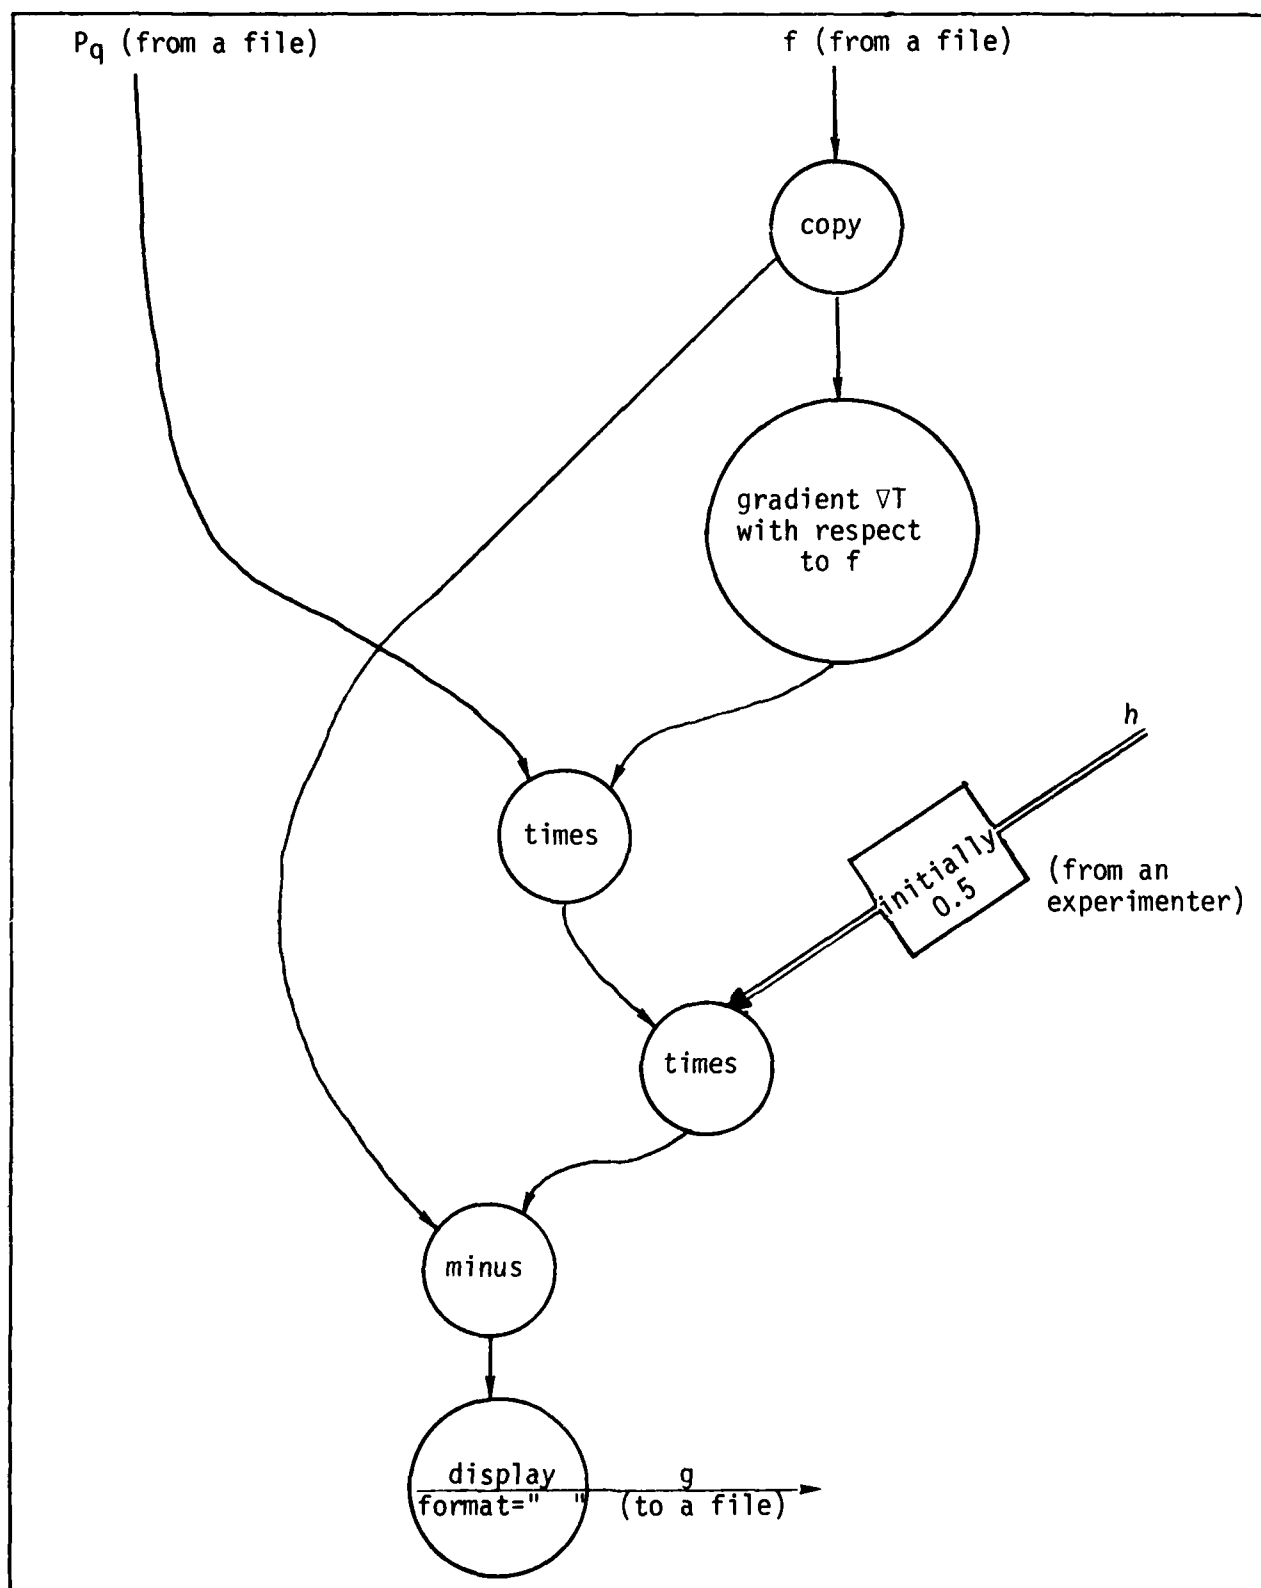 Pq (from a file)
f (from a file)
copy
gradient ∇T
with respect
to f
h
times
initially
0.5
(from an
experimenter)
times
minus
display
format="  "
g
(to a file)